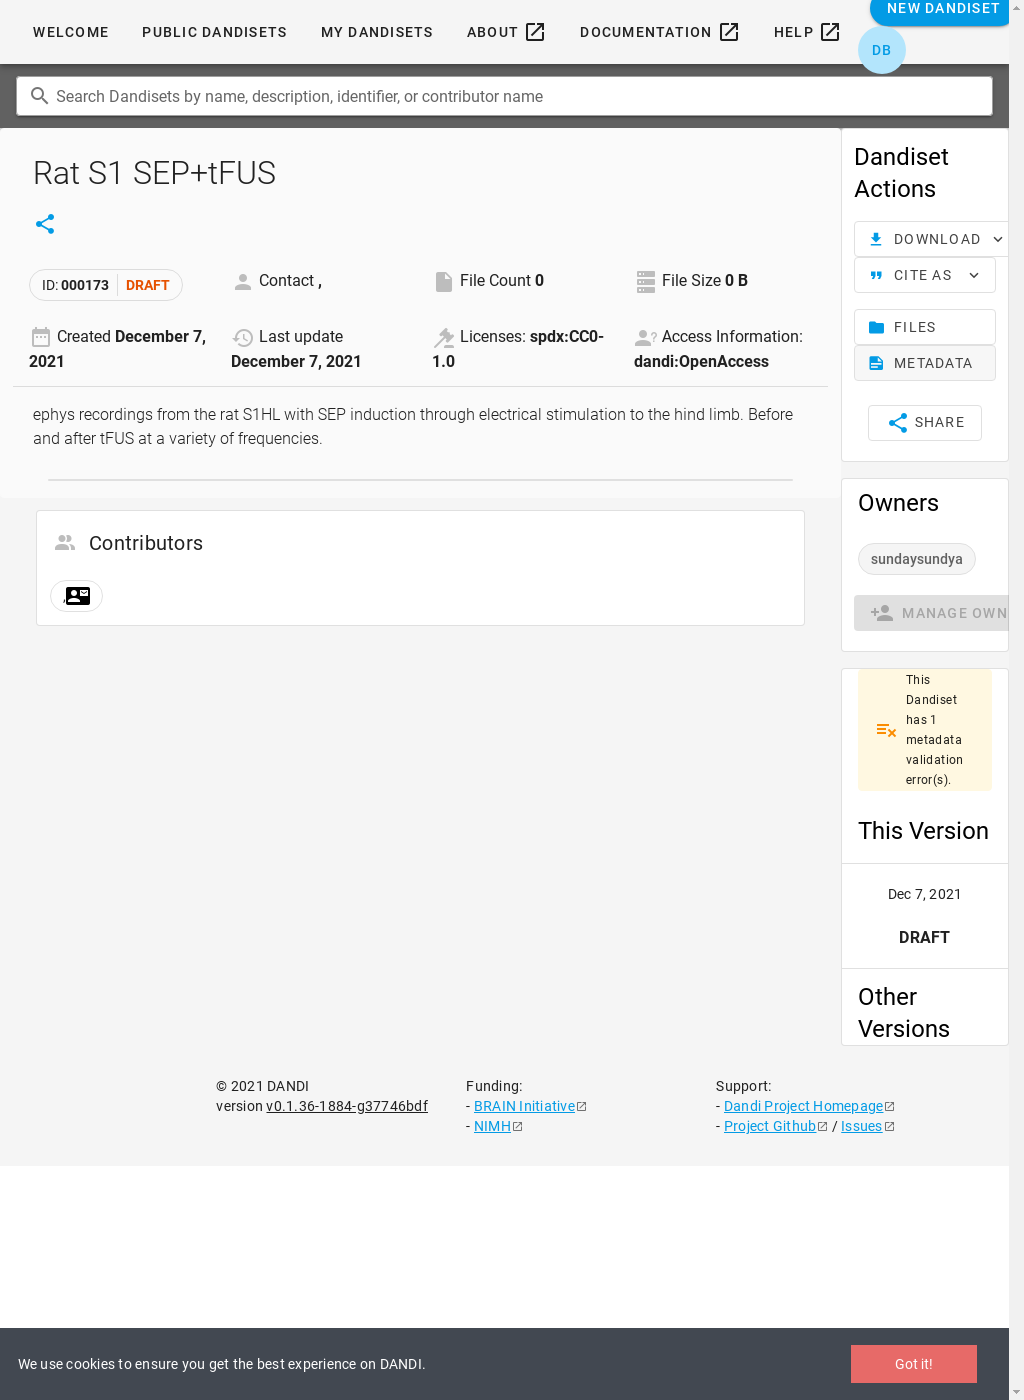 WELCOME
PUBLIC DANDISETS
MY DANDISETS
ABOUT
DOCUMENTATION
HELP
NEW DANDISET
DB
Search Dandisets by name, description, identifier, or contributor name
Rat S1 SEP+tFUS
ID: 000173 DRAFT
Contact ,
File Count 0
File Size 0 B
Created December 7,
2021
Last update
December 7, 2021
Licenses: spdx:CC0-
1.0
Access Information:
dandi:OpenAccess
ephys recordings from the rat S1HL with SEP induction through electrical stimulation to the hind limb. Before
and after tFUS at a variety of frequencies.
Contributors
,
Dandiset
Actions
DOWNLOAD
CITE AS
FILES
METADATA
SHARE
Owners
sundaysundya
MANAGE OWN
This
Dandiset
has 1
metadata
validation
error(s).
This Version
Dec 7, 2021
DRAFT
Other
Versions
© 2021 DANDI
version v0.1.36-1884-g37746bdf
Funding:
- BRAIN Initiative
- NIMH
Support:
- Dandi Project Homepage
- Project Github / Issues
We use cookies to ensure you get the best experience on DANDI.
Got it!